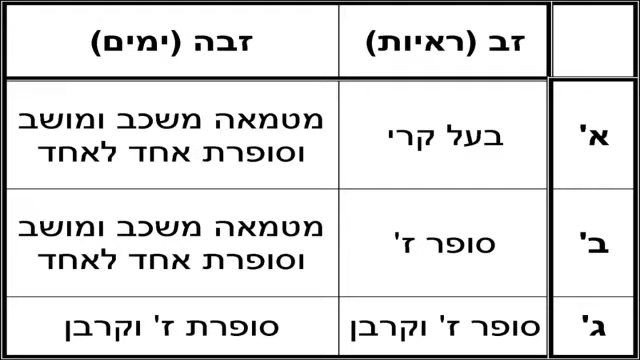 זב (ראיות) זבה (ימים)
א' בעל קרי מטמאה משכב ומושב
וסופרת אחד לאחד
ב' סופר ז' מטמאה משכב ומושב
וסופרת אחד לאחד
ג' סופר ז' וקרבן סופרת ז' וקרבן